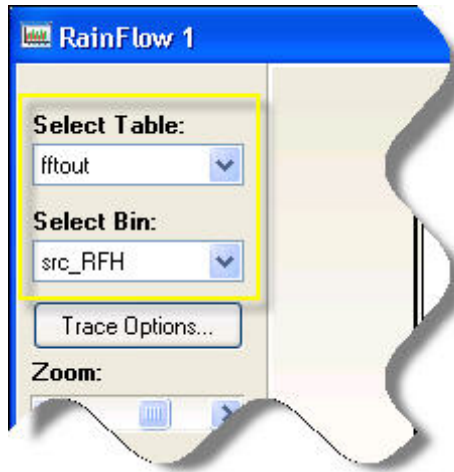 RainFlow 1
Select Table:
fftout
Select Bin:
src_RFH
Trace Options...
Zoom: